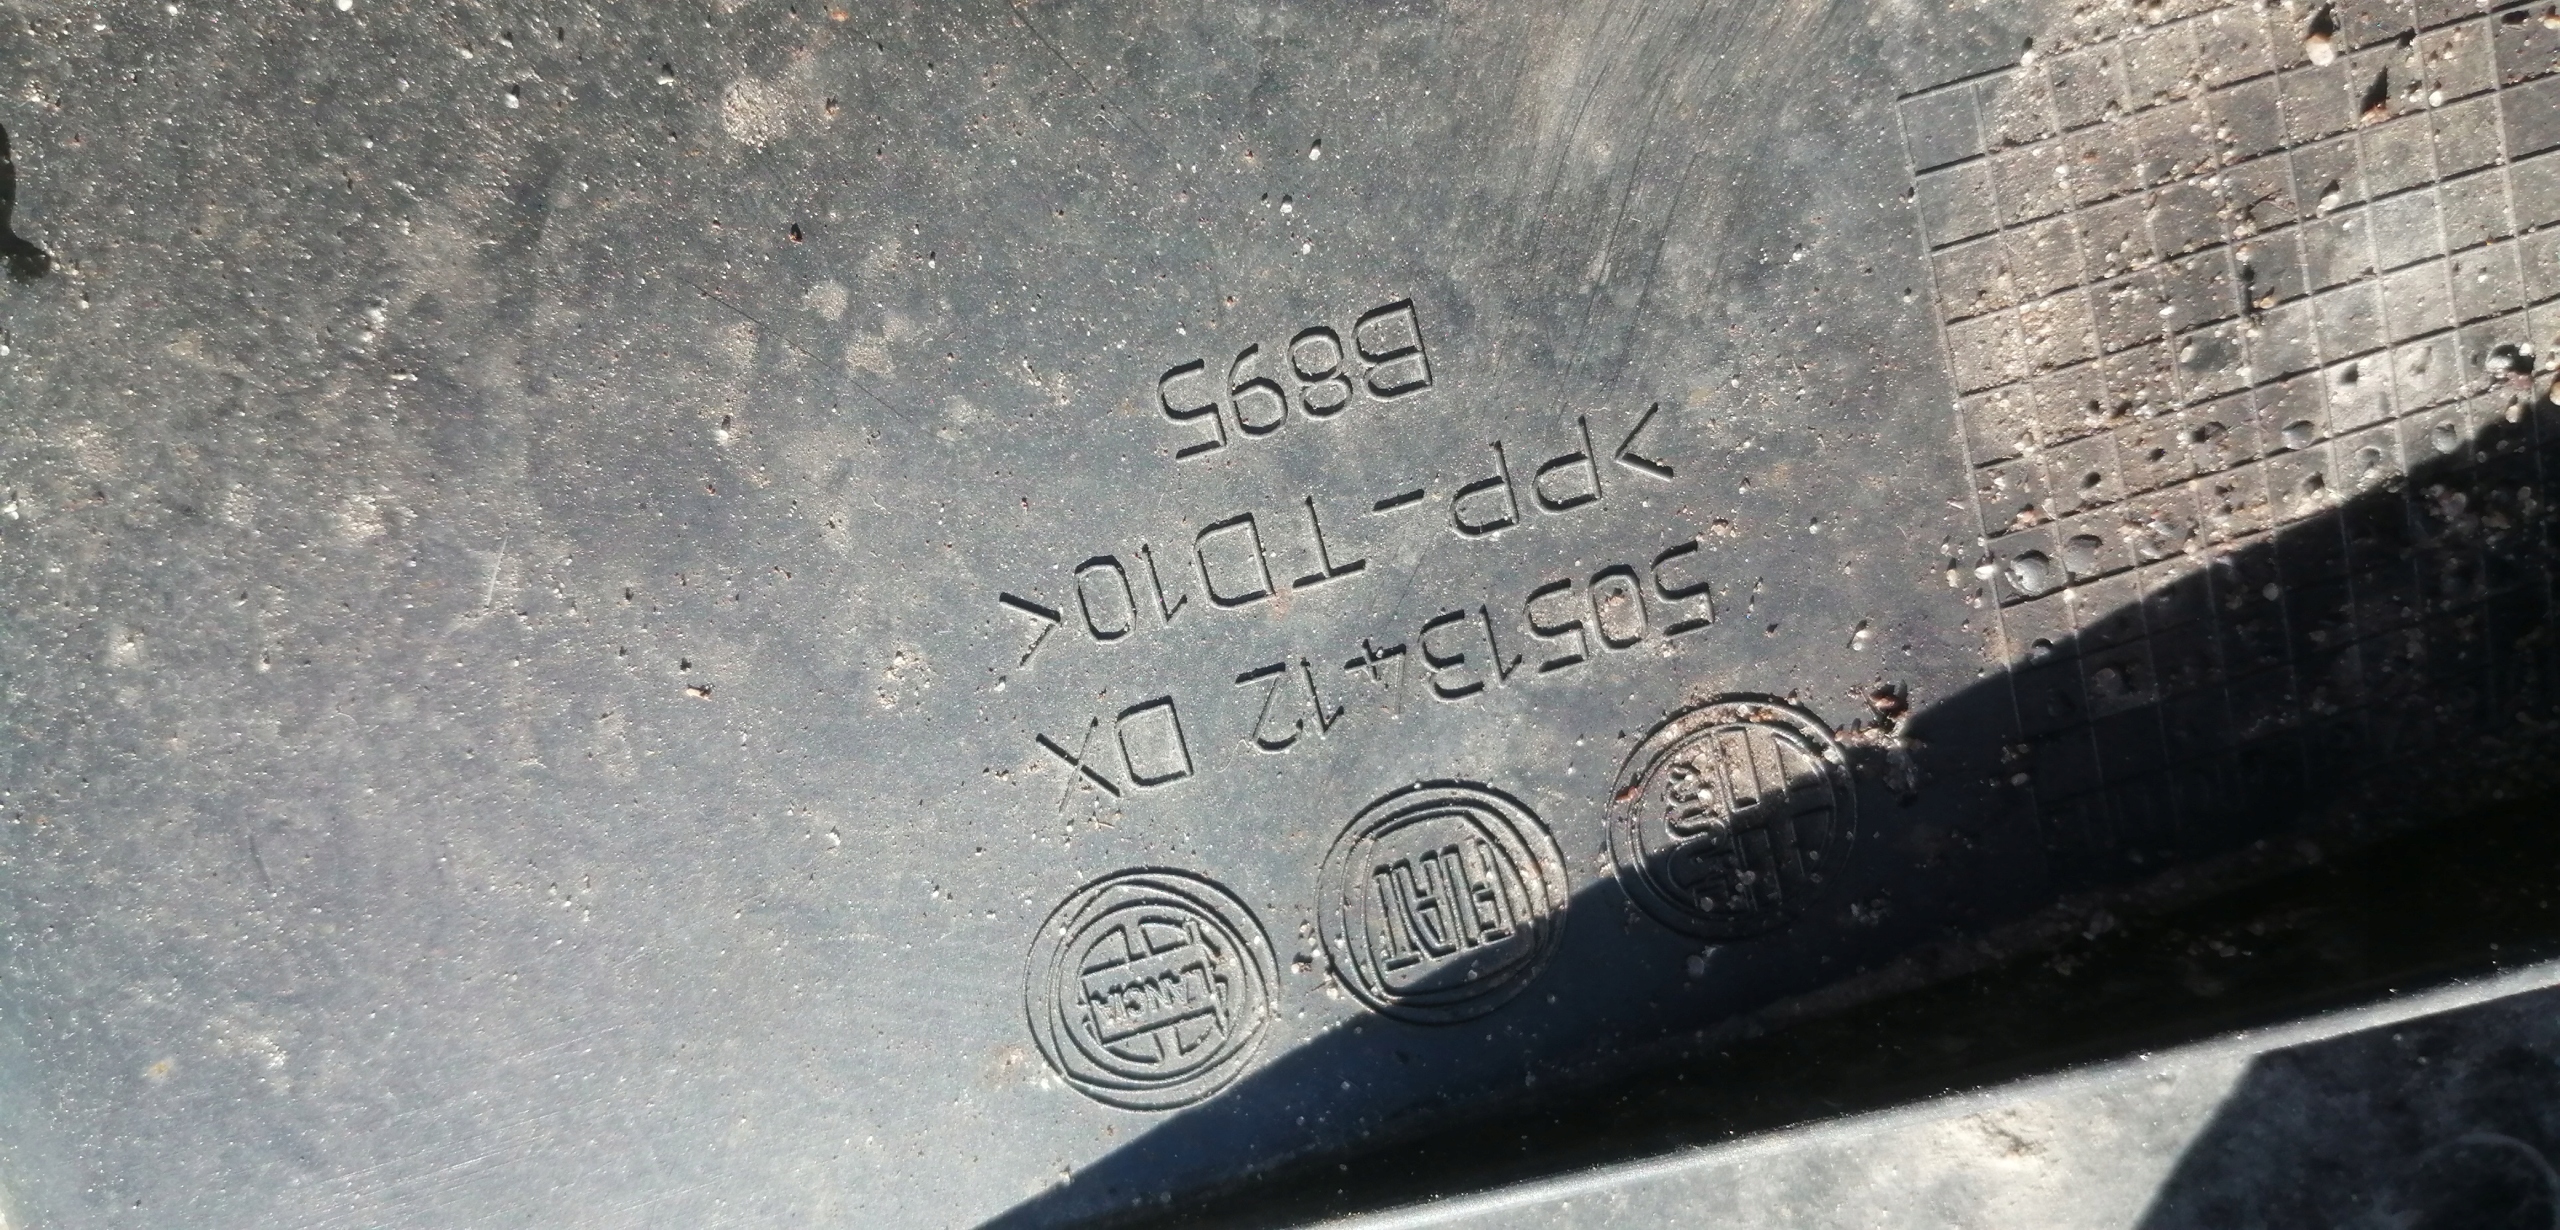 FIAT
LANCIA
50513412 DX
>PP-TD10<
B895